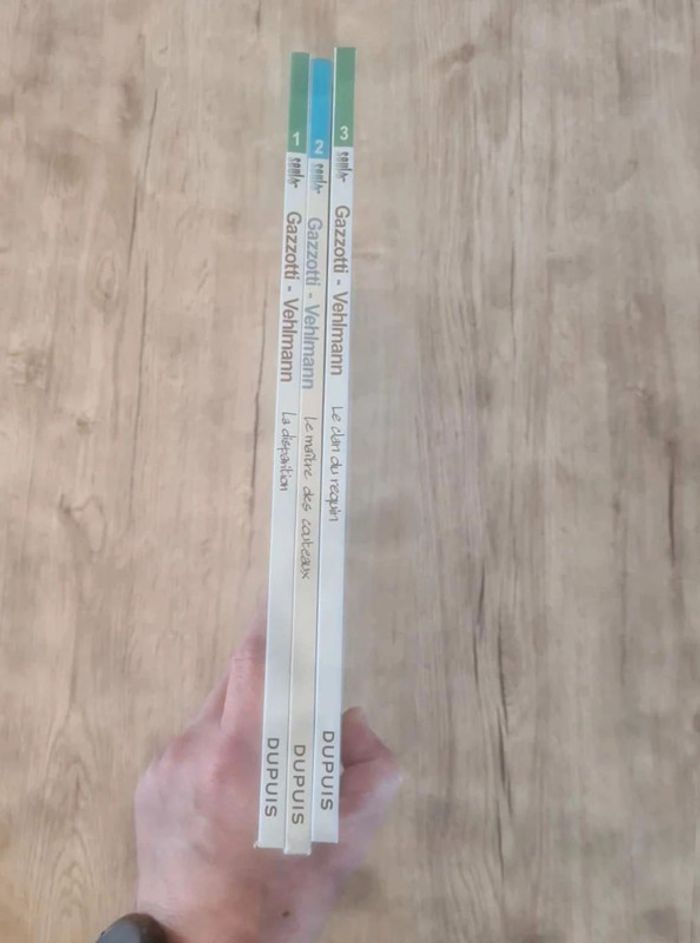 1
seuls
Gazzotti - Vehlmann
La disparition
DUPUIS
2
seuls
Gazzotti - Vehlmann
Le maître des couteaux
DUPUIS
3
seuls
Gazzotti - Vehlmann
Le clan du requin
DUPUIS